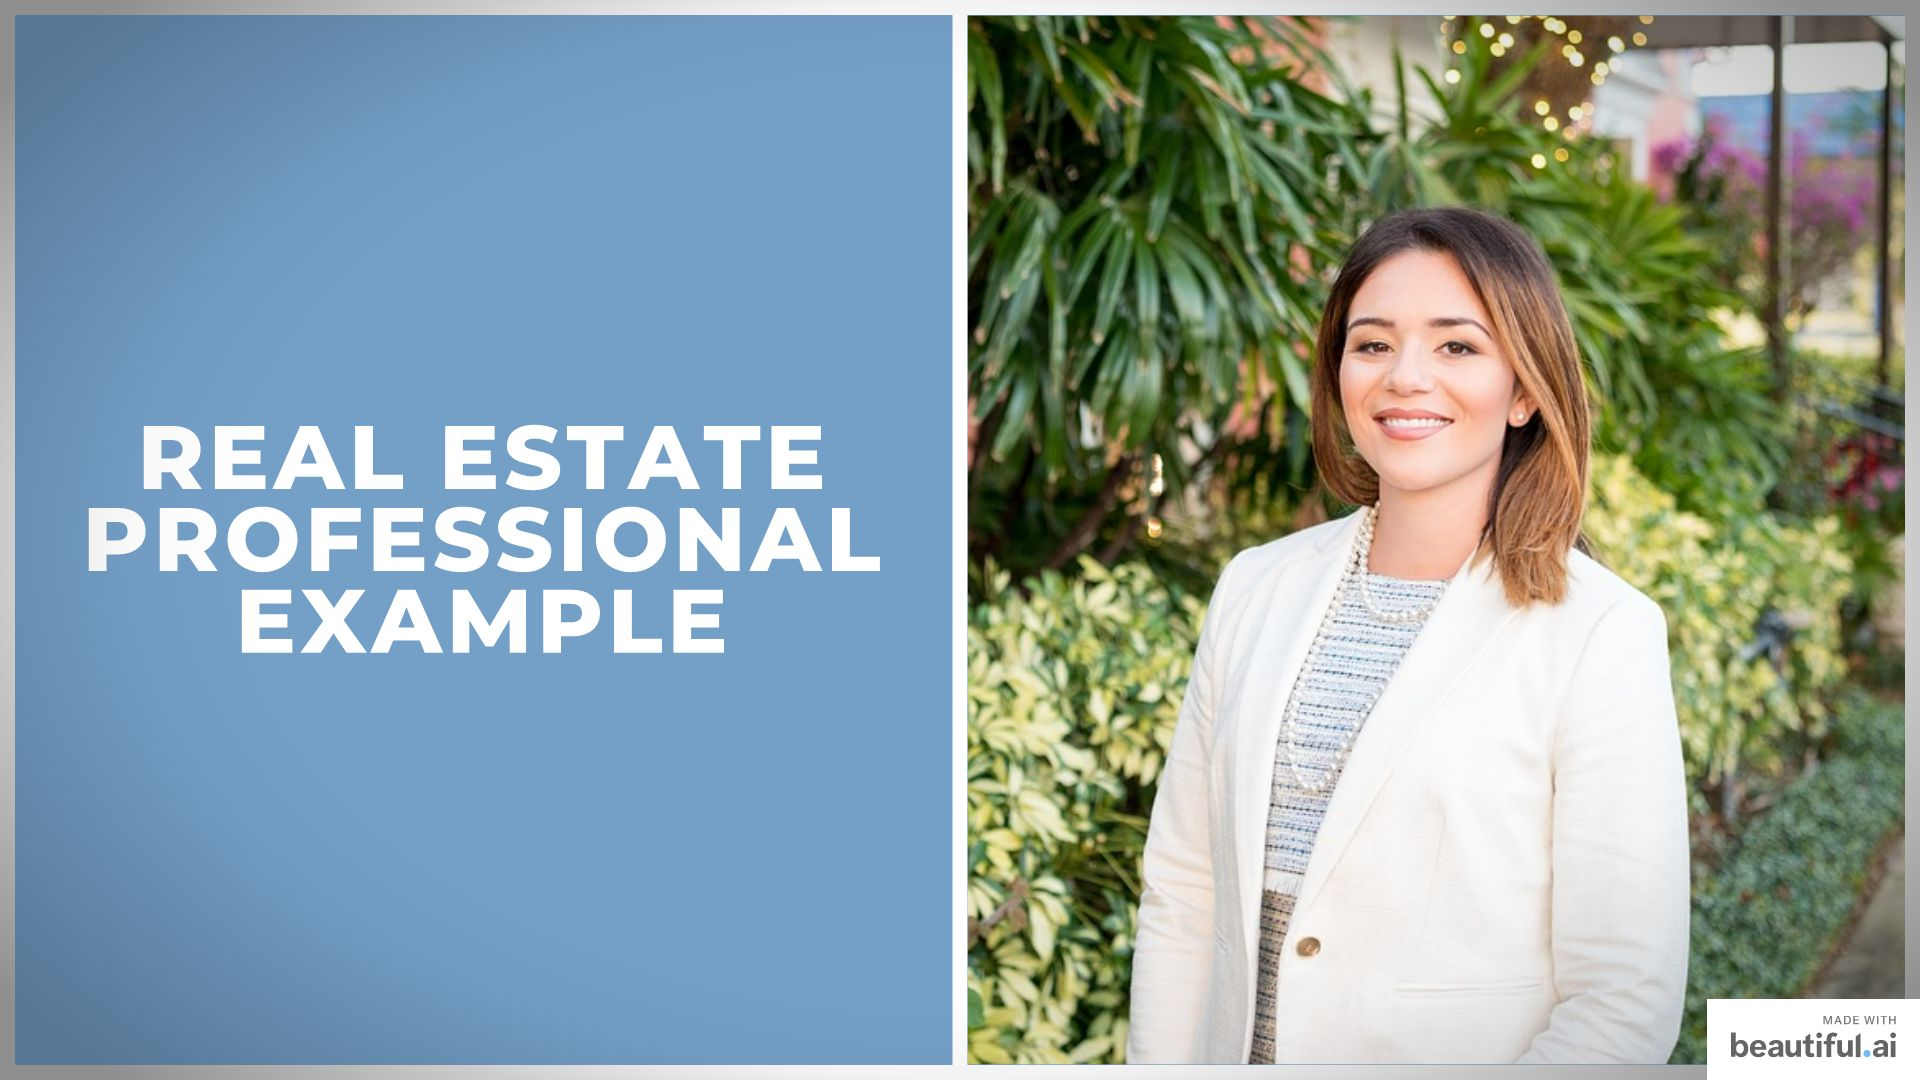 REAL ESTATE
PROFESSIONAL
EXAMPLE
MADE WITH
beautiful.ai